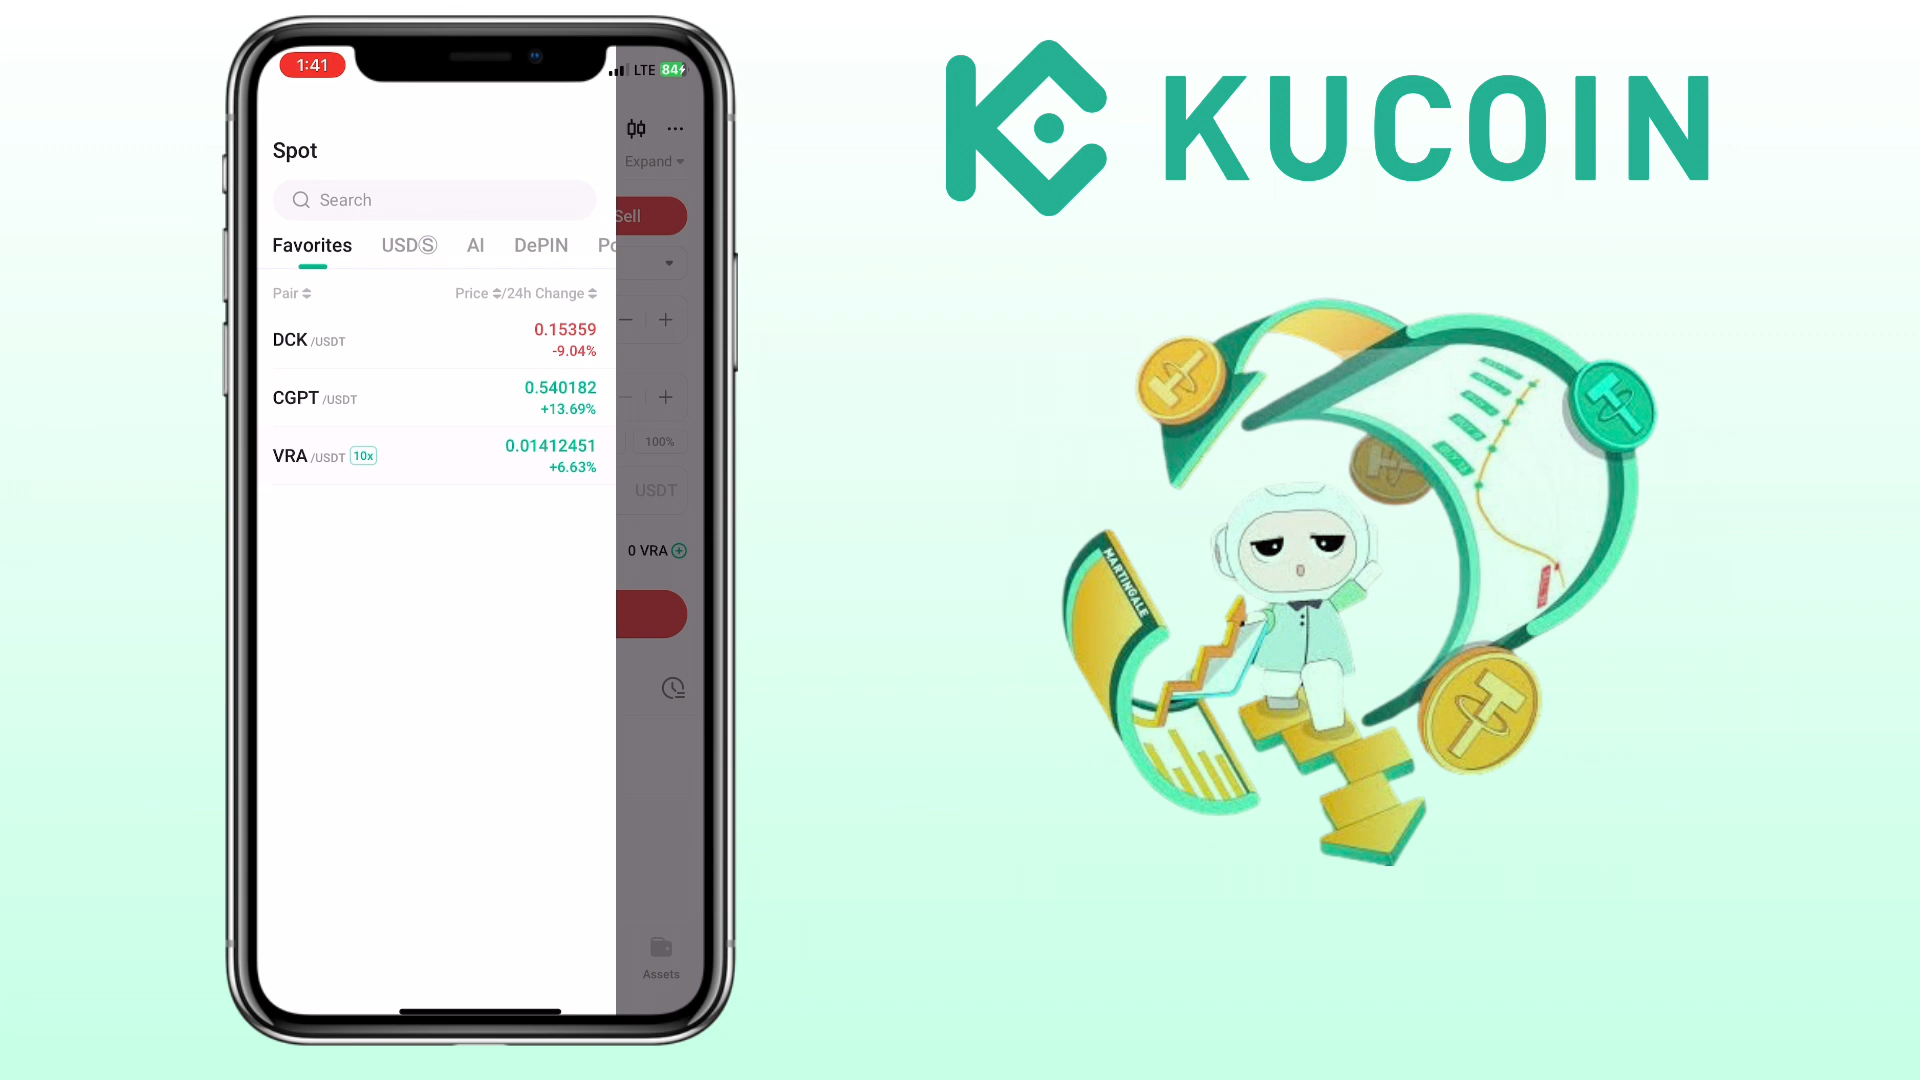 1:41
LTE 84
Expand
Spot
Search
Sell
Favorites USDⓈ AI DePIN Po
Pair Price /24h Change
DCK /USDT 0.15359
-9.04%
CGPT /USDT 0.540182
+13.69%
VRA /USDT 10x 0.01412451
+6.63%
100%
USDT
0 VRA
Assets
KUCOIN
MARTINGALE